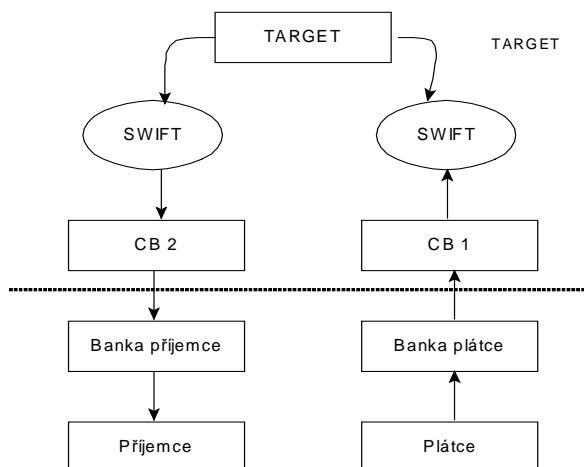 TARGET
TARGET
SWIFT
SWIFT
CB 2
CB 1
Banka příjemce
Banka plátce
Příjemce
Plátce